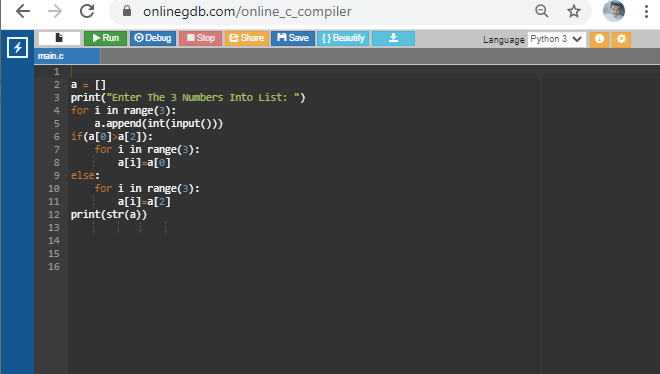 onlinegdb.com/online_c_compiler
Run Debug Stop Share Save {} Beautify Language Python 3
main.c
1
2 a = []
3 print("Enter The 3 Numbers Into List: ")
4 for i in range(3):
5     a.append(int(input()))
6 if(a[0]>a[2]):
7     for i in range(3):
8         a[i]=a[0]
9 else:
10     for i in range(3):
11         a[i]=a[2]
12 print(str(a))
13
14
15
16